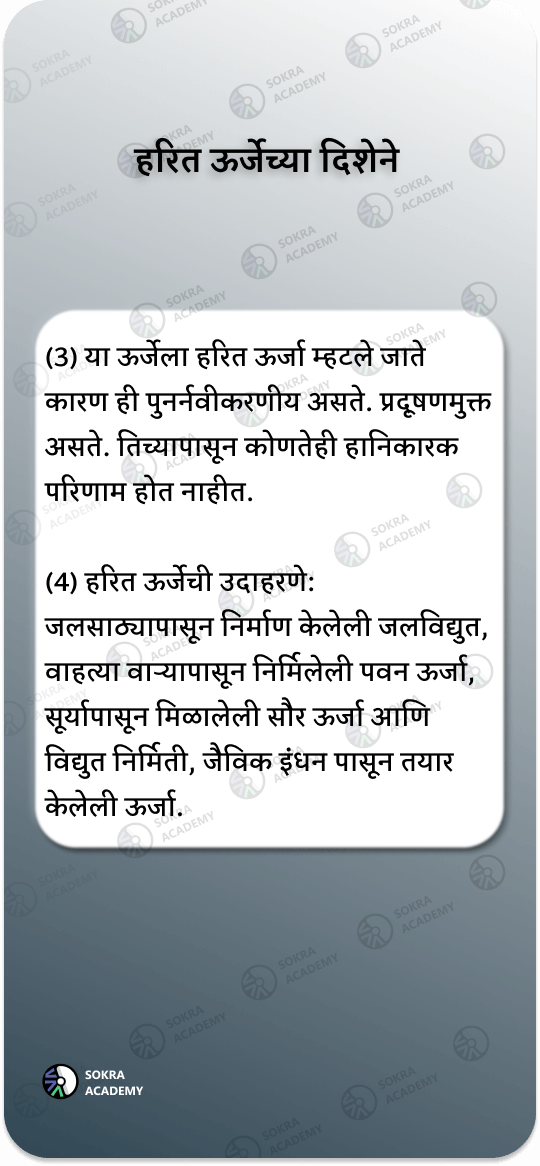 हरित ऊर्जेच्या दिशेने
(3) या ऊर्जेला हरित ऊर्जा म्हटले जाते
कारण ही पुनर्नवीकरणीय असते. प्रदूषणमुक्त
असते. तिच्यापासून कोणतेही हानिकारक
परिणाम होत नाहीत.
(4) हरित ऊर्जेची उदाहरणे:
जलसाठ्यापासून निर्माण केलेली जलविद्युत,
वाहत्या वाऱ्यापासून निर्मिलेली पवन ऊर्जा,
सूर्यापासून मिळालेली सौर ऊर्जा आणि
विद्युत निर्मिती, जैविक इंधन पासून तयार
केलेली ऊर्जा.
SOKRA
ACADEMY